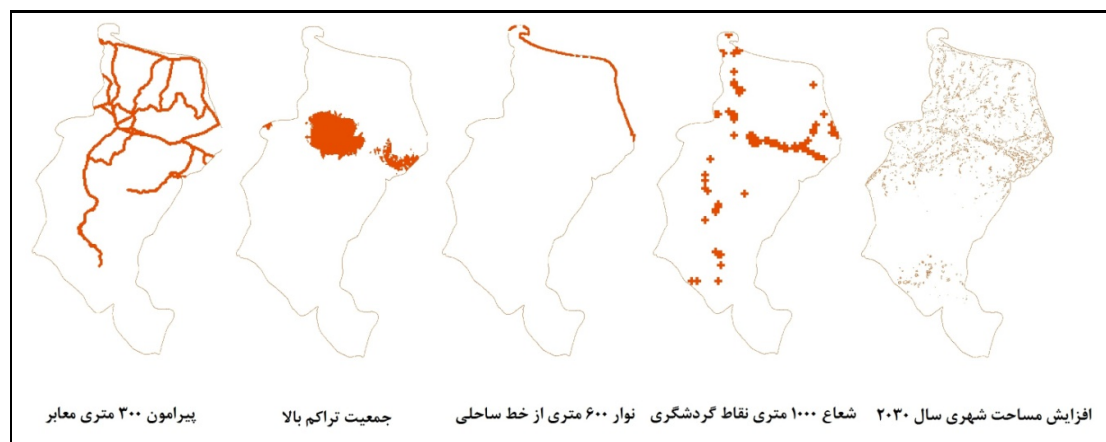 افزایش مساحت شهری سال ۲۰۳۰
شعاع ۱۰۰۰ متری نقاط گردشگری
نوار ۶۰۰ متری از خط ساحلی
جمعیت تراکم بالا
پیرامون ۳۰۰ متری معابر